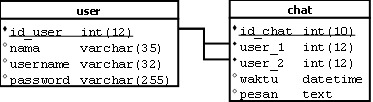 user
id_user int(12)
nama varchar(35)
username varchar(32)
password varchar(255)
chat
id_chat int(10)
user_1 int(12)
user_2 int(12)
waktu datetime
pesan text